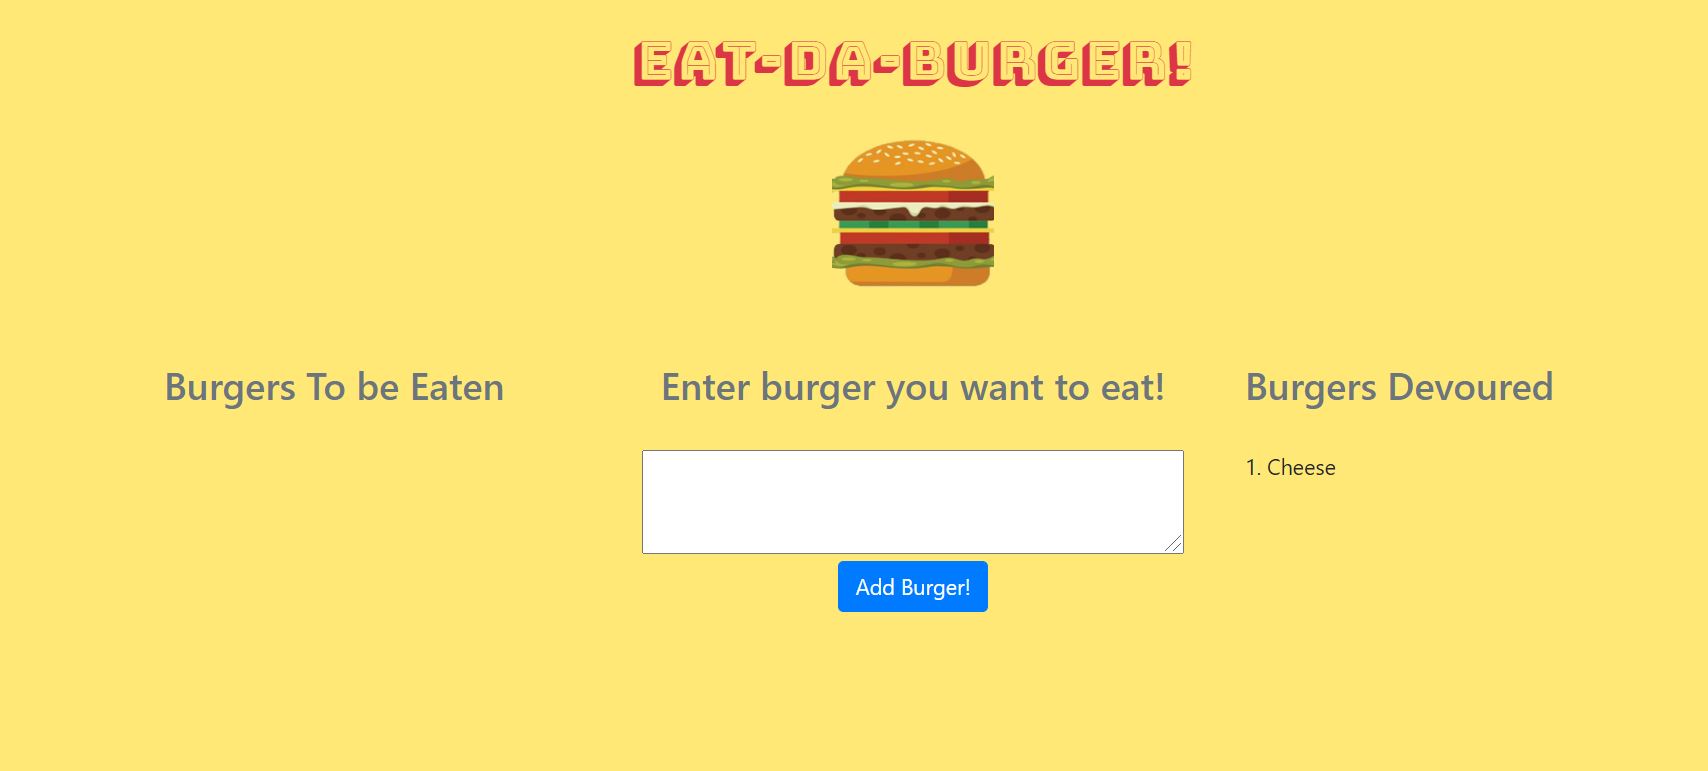 EAT-DA-BURGER!
Burgers To be Eaten
Enter burger you want to eat!
Burgers Devoured
1. Cheese
Add Burger!